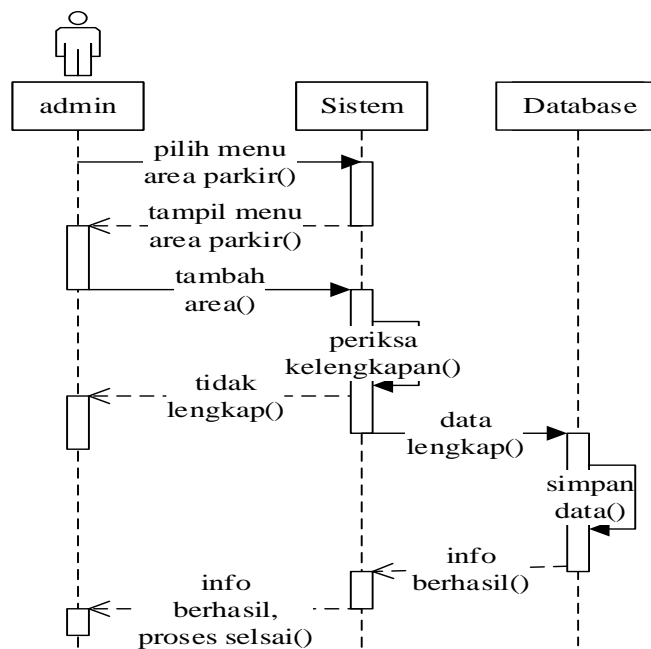 admin
Sistem
Database
pilih menu
area parkir()
tampil menu
area parkir()
tambah
area()
periksa
kelengkapan()
tidak
lengkap()
data
lengkap()
simpan
data()
info
berhasil()
info
berhasil,
proses selsai()